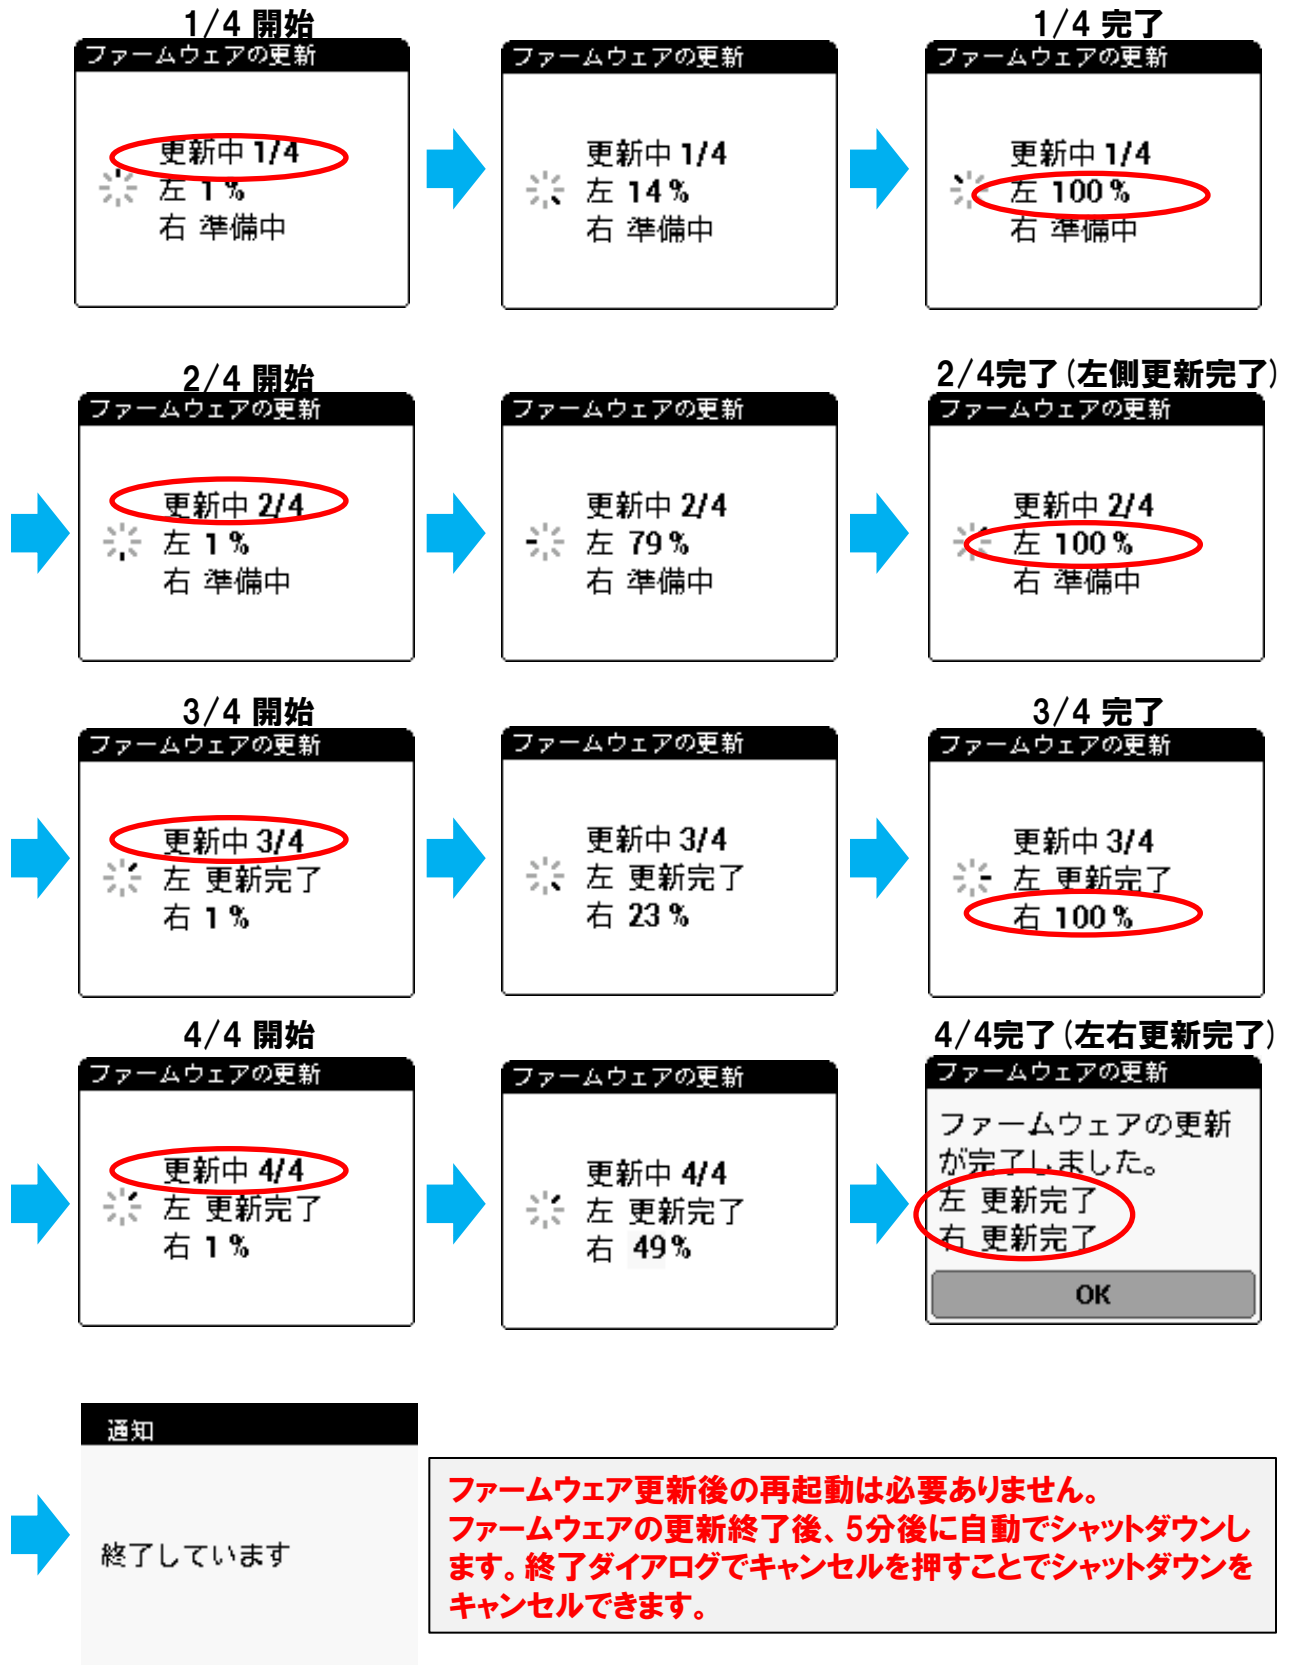 1/4 開始
ファームウェアの更新
更新中 1/4
左 1 %
右 準備中
ファームウェアの更新
更新中 1/4
左 14 %
右 準備中
1/4 完了
ファームウェアの更新
更新中 1/4
左 100 %
右 準備中
2/4 開始
ファームウェアの更新
更新中 2/4
左 1 %
右 準備中
ファームウェアの更新
更新中 2/4
左 79 %
右 準備中
2/4完了(左側更新完了)
ファームウェアの更新
更新中 2/4
左 100 %
右 準備中
3/4 開始
ファームウェアの更新
更新中 3/4
左 更新完了
右 1 %
ファームウェアの更新
更新中 3/4
左 更新完了
右 23 %
3/4 完了
ファームウェアの更新
更新中 3/4
左 更新完了
右 100 %
4/4 開始
ファームウェアの更新
更新中 4/4
左 更新完了
右 1 %
ファームウェアの更新
更新中 4/4
左 更新完了
右 49 %
4/4完了(左右更新完了)
ファームウェアの更新
ファームウェアの更新
が完了しました。
左 更新完了
右 更新完了
OK
通知
終了しています
ファームウェア更新後の再起動は必要ありません。
ファームウェアの更新終了後、5分後に自動でシャットダウンし
ます。終了ダイアログでキャンセルを押すことでシャットダウンを
キャンセルできます。